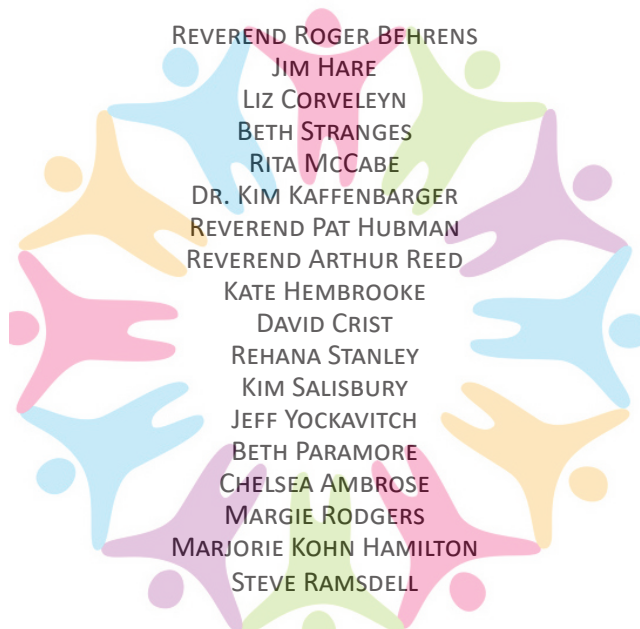 Reverend Roger Behrens
Jim Hare
Liz Corveleyn
Beth Stranges
Rita McCabe
Dr. Kim Kaffenbarger
Reverend Pat Hubman
Reverend Arthur Reed
Kate Hembrooke
David Crist
Rehana Stanley
Kim Salisbury
Jeff Yockavitch
Beth Paramore
Chelsea Ambrose
Margie Rodgers
Marjorie Kohn Hamilton
Steve Ramsdell